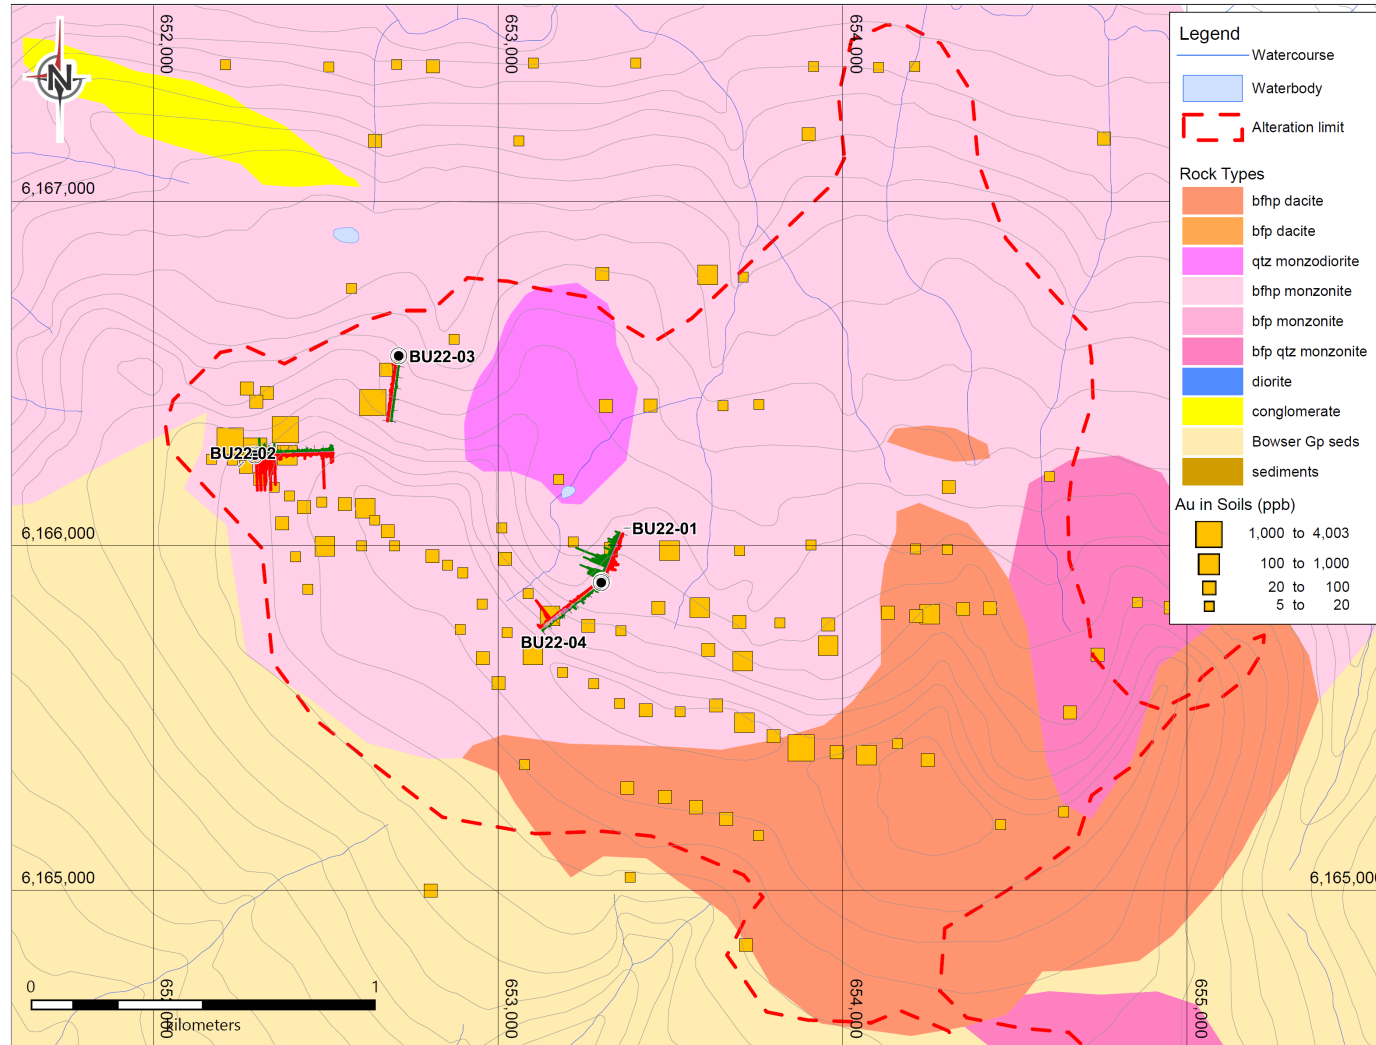 N
652,000
653,000
654,000
6,167,000
BU22-03
BU22-02
6,166,000
BU22-01
BU22-04
6,165,000
6,165,000
0
1
kilometers
652,000
653,000
654,000
655,000
Legend
Watercourse
Waterbody
Alteration limit
Rock Types
bfhp dacite
bfp dacite
qtz monzodiorite
bfhp monzonite
bfp monzonite
bfp qtz monzonite
diorite
conglomerate
Bowser Gp seds
sediments
Au in Soils (ppb)
1,000 to 4,003
100 to 1,000
20 to 100
5 to 20